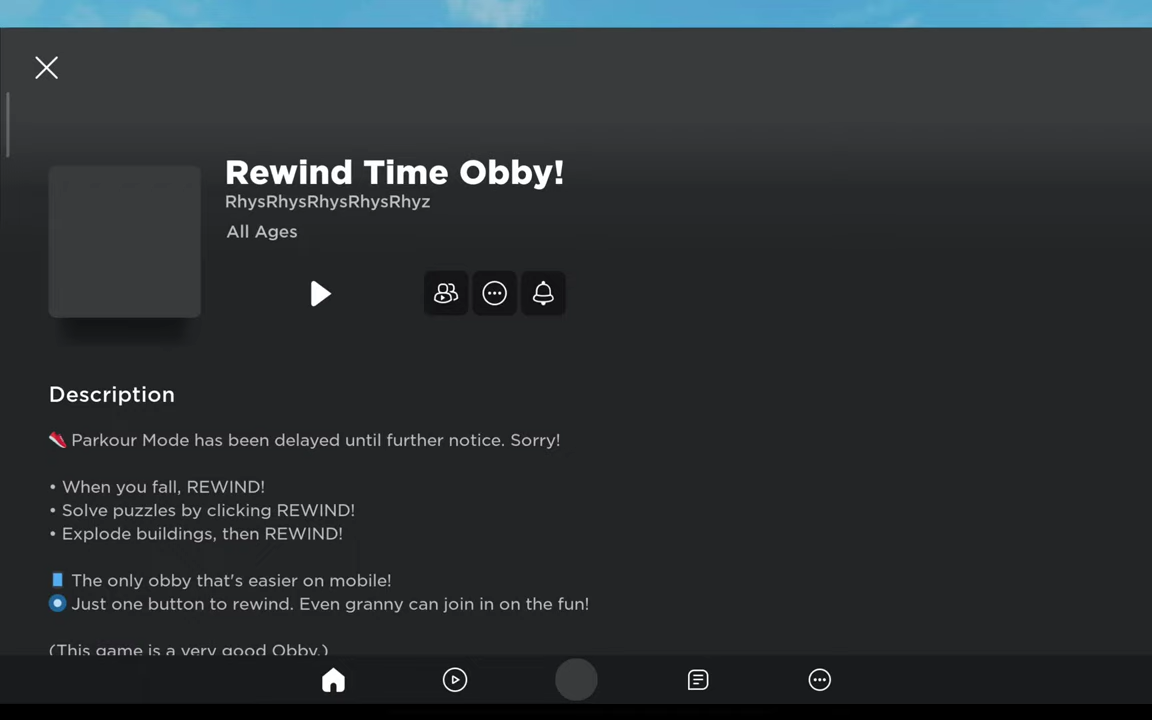 Rewind Time Obby!
RhysRhysRhysRhysRhyz
All Ages
Description
👟 Parkour Mode has been delayed until further notice. Sorry!
• When you fall, REWIND!
• Solve puzzles by clicking REWIND!
• Explode buildings, then REWIND!
📱 The only obby that's easier on mobile!
🔵 Just one button to rewind. Even granny can join in on the fun!
(This game is a very good Obby.)